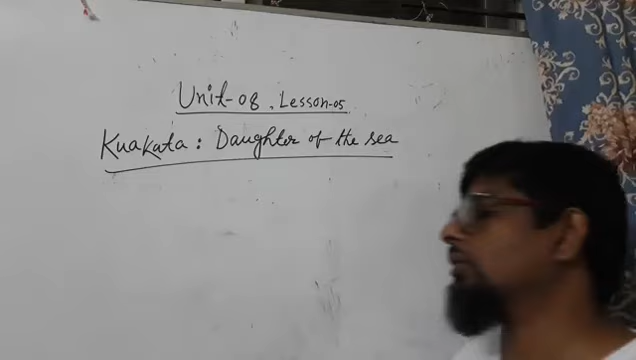 Unit-08, Lesson-05
Kuakata: Daughter of the sea